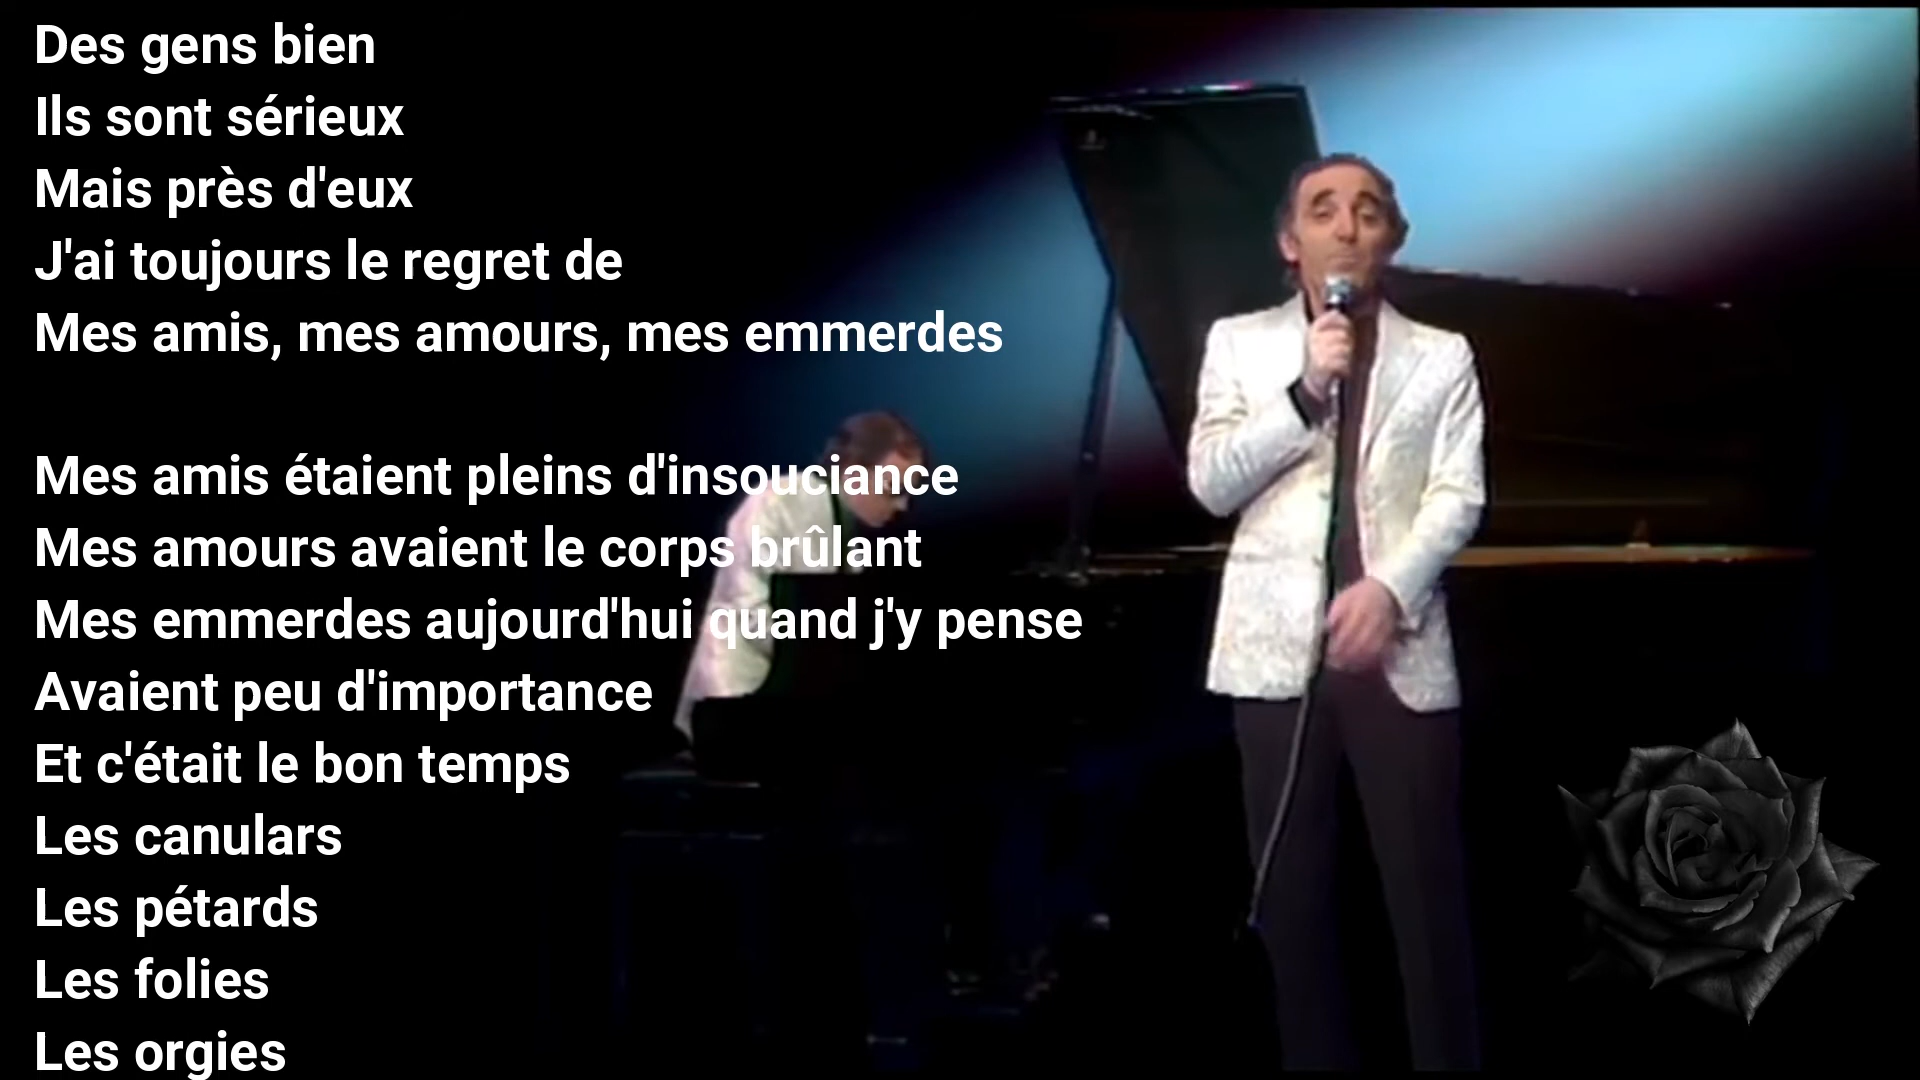 Des gens bien
Ils sont sérieux
Mais près d'eux
J'ai toujours le regret de
Mes amis, mes amours, mes emmerdes
Mes amis étaient pleins d'insouciance
Mes amours avaient le corps brûlant
Mes emmerdes aujourd'hui quand j'y pense
Avaient peu d'importance
Et c'était le bon temps
Les canulars
Les pétards
Les folies
Les orgies